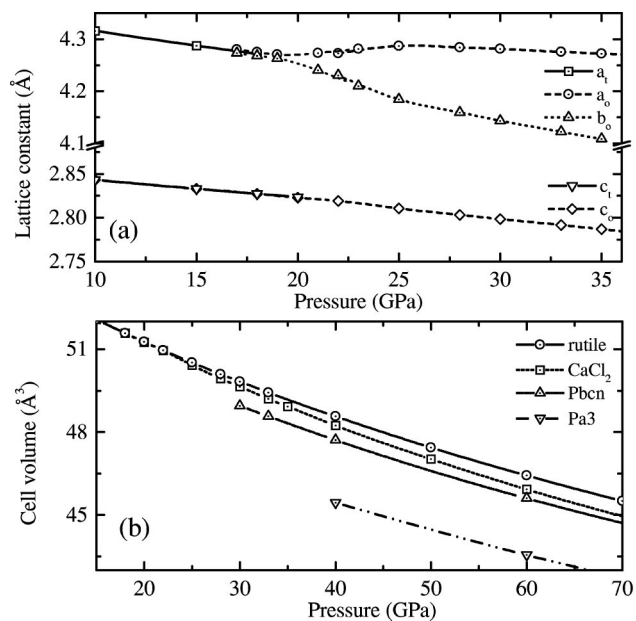 4.3
4.2
4.1
2.85
2.80
2.75
Lattice constant (Å)
a_t
a_o
b_o
c_t
c_o
(a)
10 15 20 25 30 35
Pressure (GPa)
51
48
45
Cell volume (Å³)
rutile
CaCl₂
Pbcn
Pa3
(b)
20 30 40 50 60 70
Pressure (GPa)